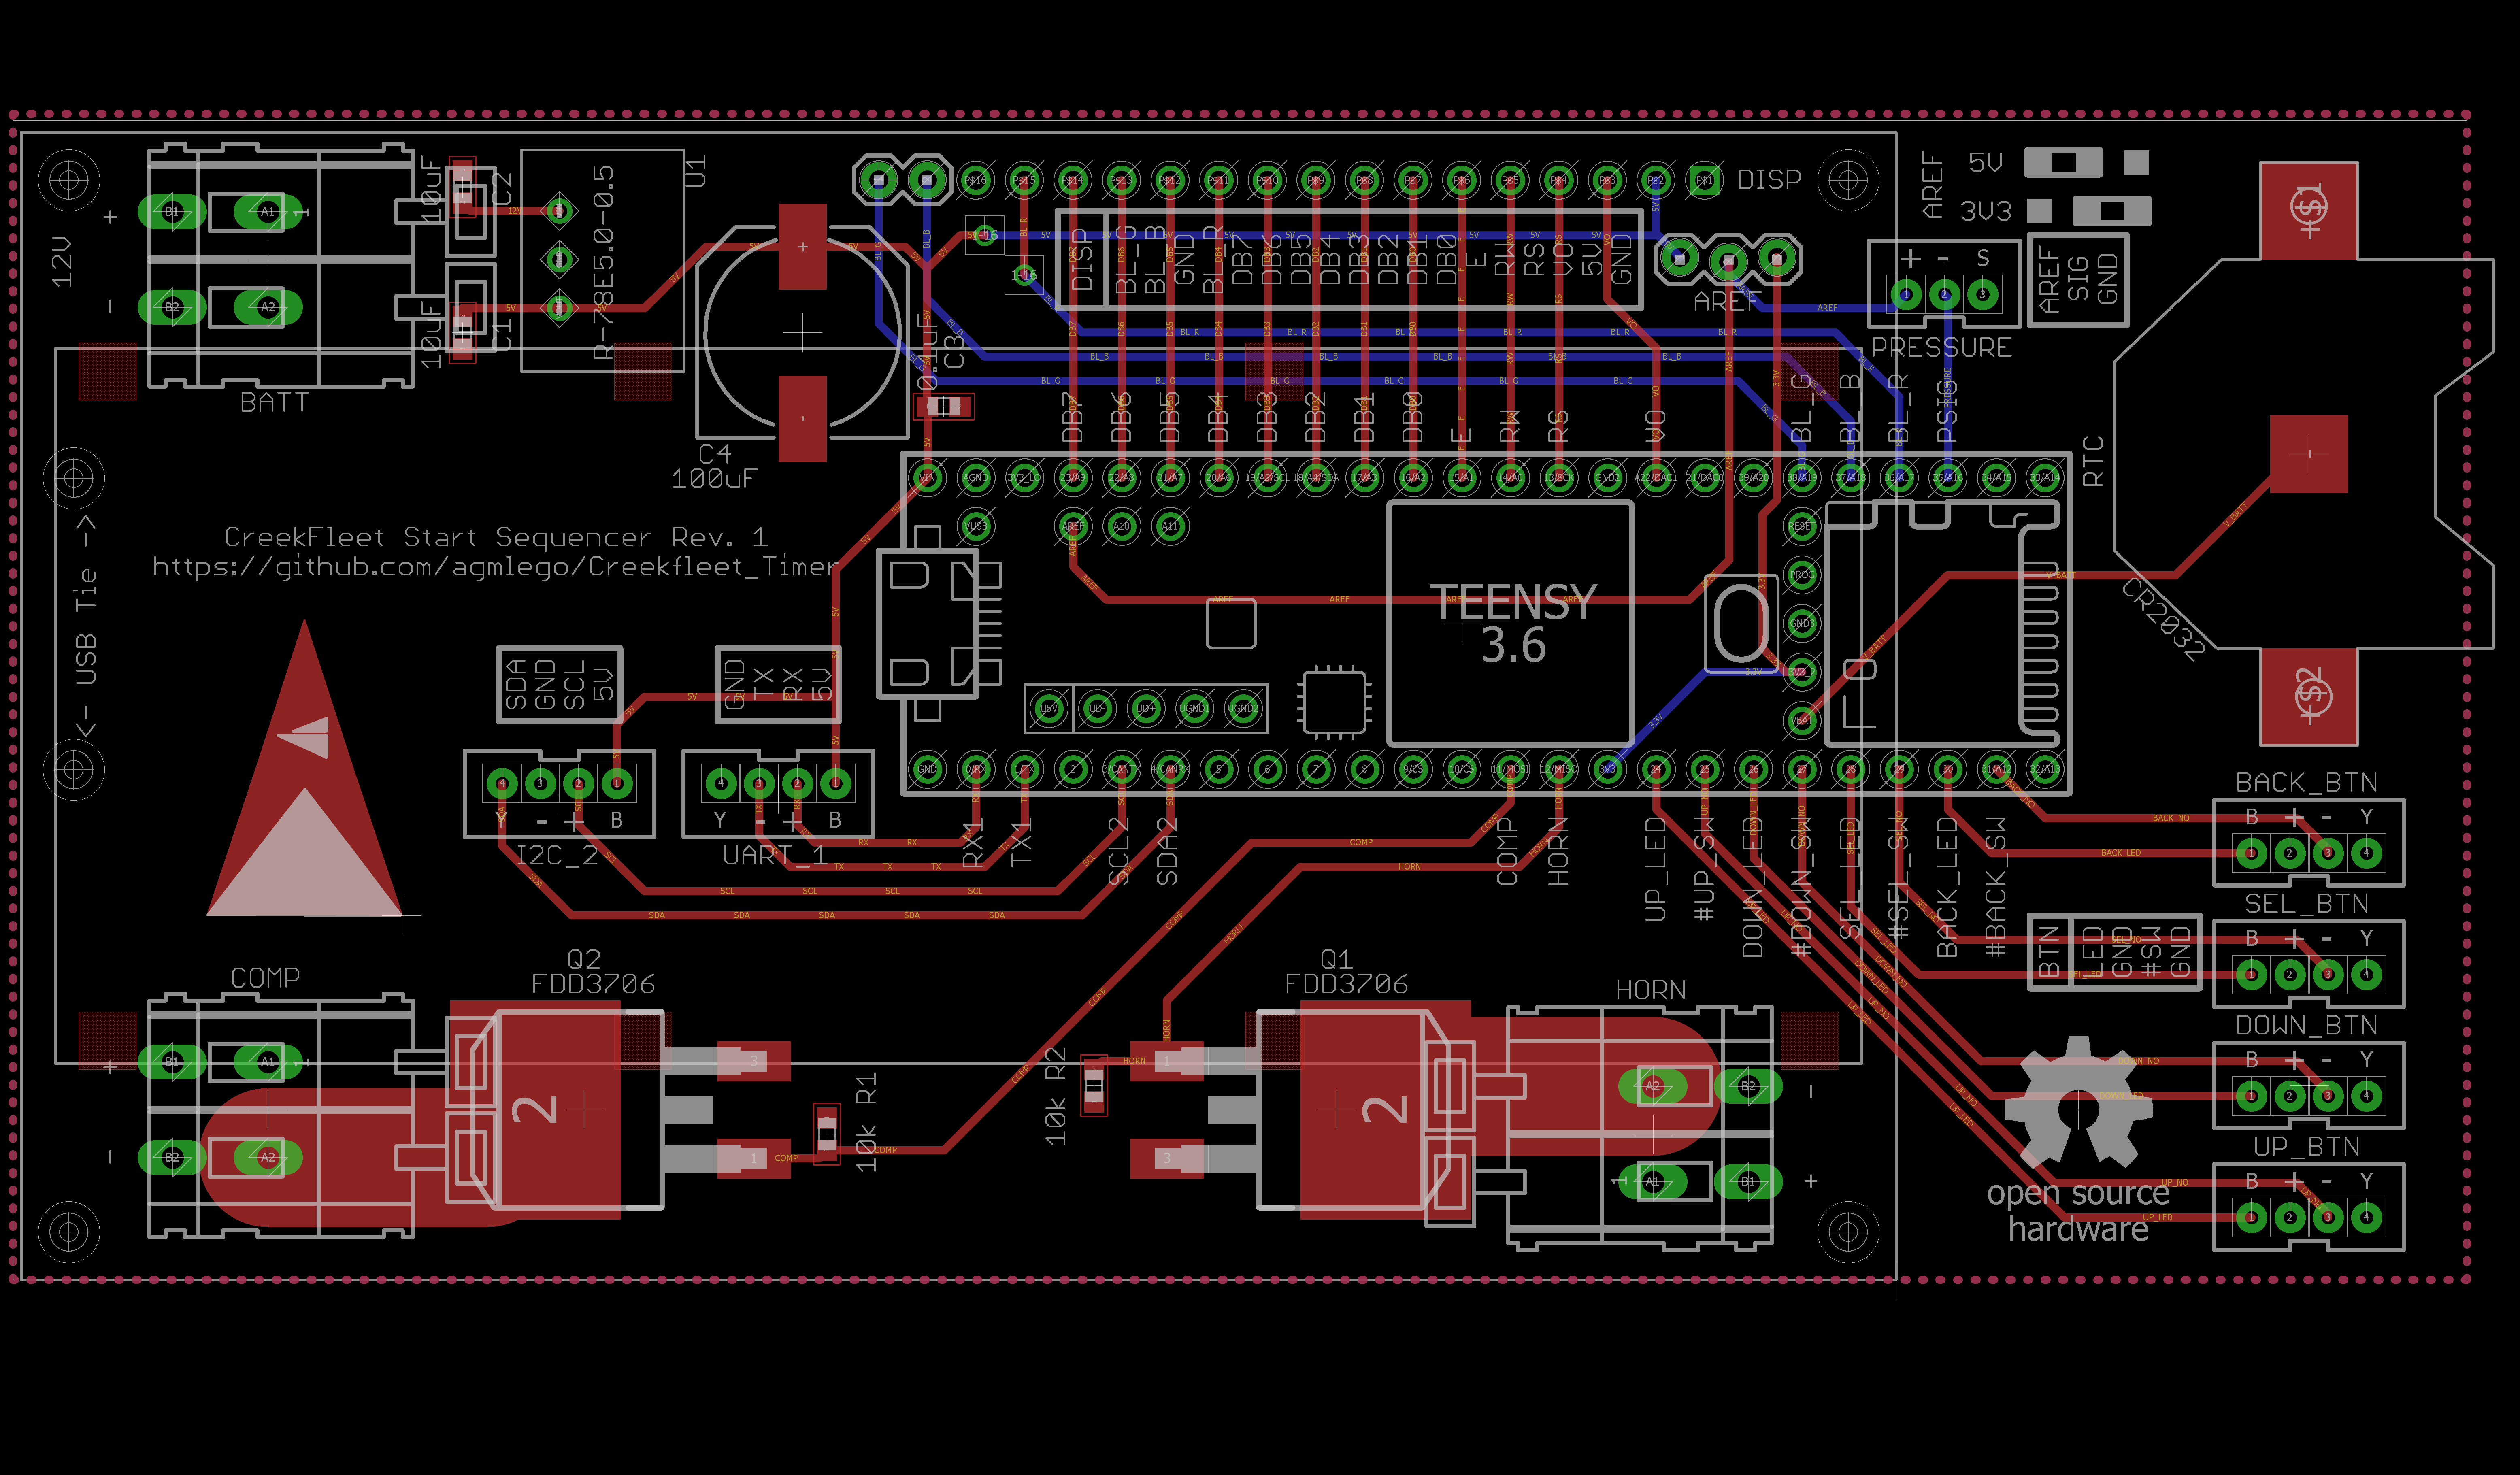 12V
+
-
BATT
10uF
C2
10uF
C1
U1
R-78E5.0-0.5
C4
100uF
0.1uF
C3
DISP
DISP
BL_G
BL_B
GND
BL_R
DB7
DB6
DB5
DB4
DB3
DB2
DB1
DB0
E
RW
RS
VO
5V
GND
AREF
AREF
5V
3V3
+ - S
PRESSURE
AREF
SIG
GND
DB7
DB6
DB5
DB4
DB3
DB2
DB1
DB0
E
RW
RS
VO
BL_G
BL_B
BL_R
PSIG
RTC
CR2032
CreekFleet Start Sequencer Rev. 1
https://github.com/agmlego/Creekfleet_Timer
<- USB Tie ->
TEENSY
3.6
SDA
GND
SCL
5V
GND
TX
RX
5V
Y - + B
I2C_2
Y - + B
UART_1
RX1
TX1
SCL2
SDA2
COMP
HORN
UP_LED
#UP_SW
DOWN_LED
#DOWN_SW
SEL_LED
#SEL_SW
BACK_LED
#BACK_SW
BACK_BTN
B + - Y
SEL_BTN
B + - Y
BTN
LED
GND
#SW
GND
DOWN_BTN
B + - Y
UP_BTN
B + - Y
open source
hardware
COMP
+
-
Q2
FDD3706
2
10k R1
10k R2
Q1
FDD3706
2
HORN
-
+